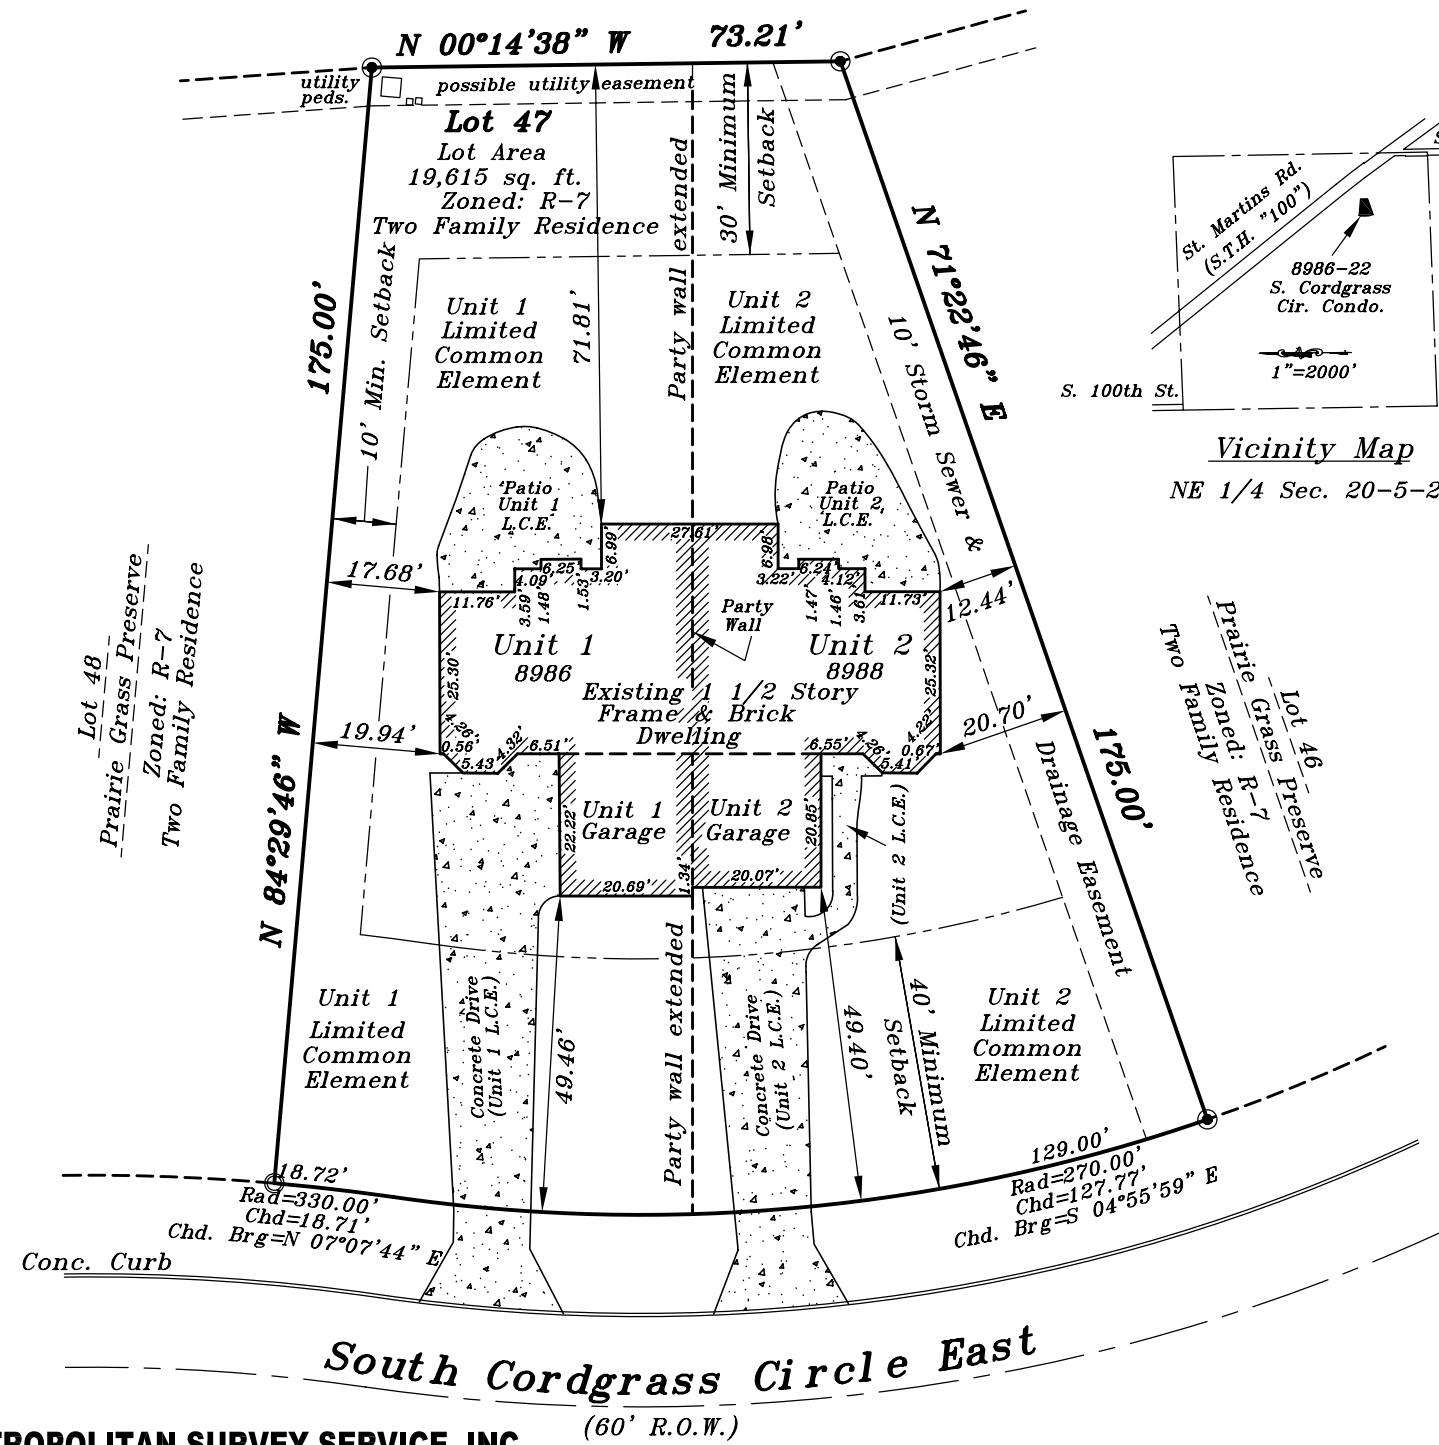 N 00°14'38" W 73.21'
utility
peds.
possible utility easement
Lot 47
Lot Area
19,615 sq. ft.
Zoned: R-7
Two Family Residence
175.00'
10' Min. Setback
71.81'
Party wall extended
30' Minimum
Setback
N 71°22'46" E
Unit 1
Limited
Common
Element
Unit 2
Limited
Common
Element
10' Storm Sewer &
St. Martins Rd.
(S.T.H. "100")
8986-22
S. Cordgrass
Cir. Condo.
1"=2000'
S. 100th St.
Vicinity Map
NE 1/4 Sec. 20-5-2
Patio
Unit 1
L.C.E.
Patio
Unit 2
L.C.E.
27.61'
6.99'
6.98'
6.25'
4.09'
3.20'
3.22'
6.24'
4.12'
17.68'
11.76'
3.59'
1.48'
1.53'
1.47'
1.46'
3.61'
11.73'
12.44'
Party
Wall
Unit 1
8986
Unit 2
8988
25.30'
25.32'
Existing 1 1/2 Story
Frame & Brick
Dwelling
19.94'
4.26'
0.56'
5.43'
4.32'
6.51'
6.55'
4.26'
5.41'
4.22'
0.67'
20.70'
Lot 48
Prairie Grass Preserve
Zoned: R-7
Two Family Residence
Lot 46
Prairie Grass Preserve
Zoned: R-7
Two Family Residence
N 84°29'46" W
175.00'
Drainage Easement
Unit 1
Garage
Unit 2
Garage
22.22'
20.85'
20.69'
1.34'
20.07'
(Unit 2 L.C.E.)
Unit 1
Limited
Common
Element
Concrete Drive
(Unit 1 L.C.E.)
49.46'
Party wall extended
Concrete Drive
(Unit 2 L.C.E.)
49.40'
40' Minimum
Setback
Unit 2
Limited
Common
Element
18.72'
Rad=330.00'
Chd=18.71'
Chd. Brg=N 07°07'44" E
129.00'
Rad=270.00'
Chd=127.77'
Chd. Brg=S 04°55'59" E
Conc. Curb
South Cordgrass Circle East
(60' R.O.W.)
TROPOLITAN SURVEY SERVICE, INC.